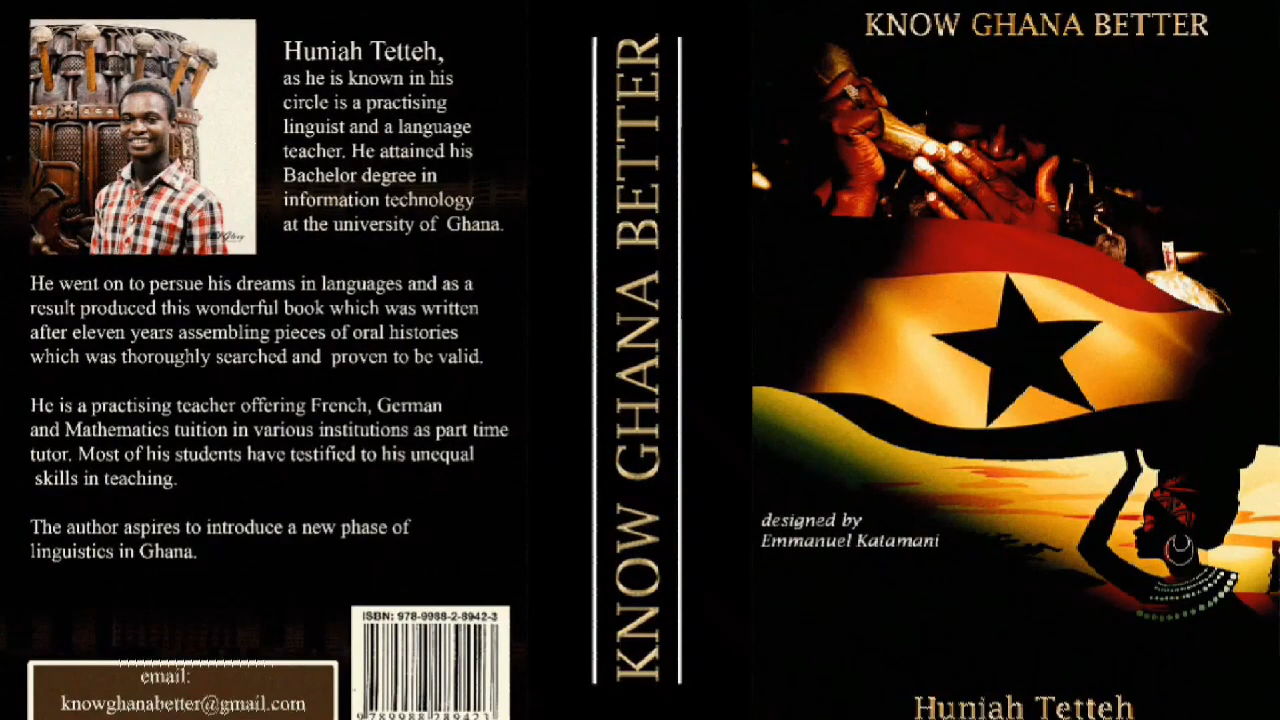 Huniah Tetteh,
as he is known in his
circle is a practising
linguist and a language
teacher. He attained his
Bachelor degree in
information technology
at the university of Ghana.
He went on to persue his dreams in languages and as a
result produced this wonderful book which was written
after eleven years assembling pieces of oral histories
which was thoroughly searched and proven to be valid.
He is a practising teacher offering French, German
and Mathematics tuition in various institutions as part time
tutor. Most of his students have testified to his unequal
skills in teaching.
The author aspires to introduce a new phase of
linguistics in Ghana.
email:
knowghanabetter@gmail.com
ISBN: 978-9988-2-8942-3
9 789988 289423
KNOW GHANA BETTER
KNOW GHANA BETTER
designed by
Emmanuel Katamani
Huniah Tetteh